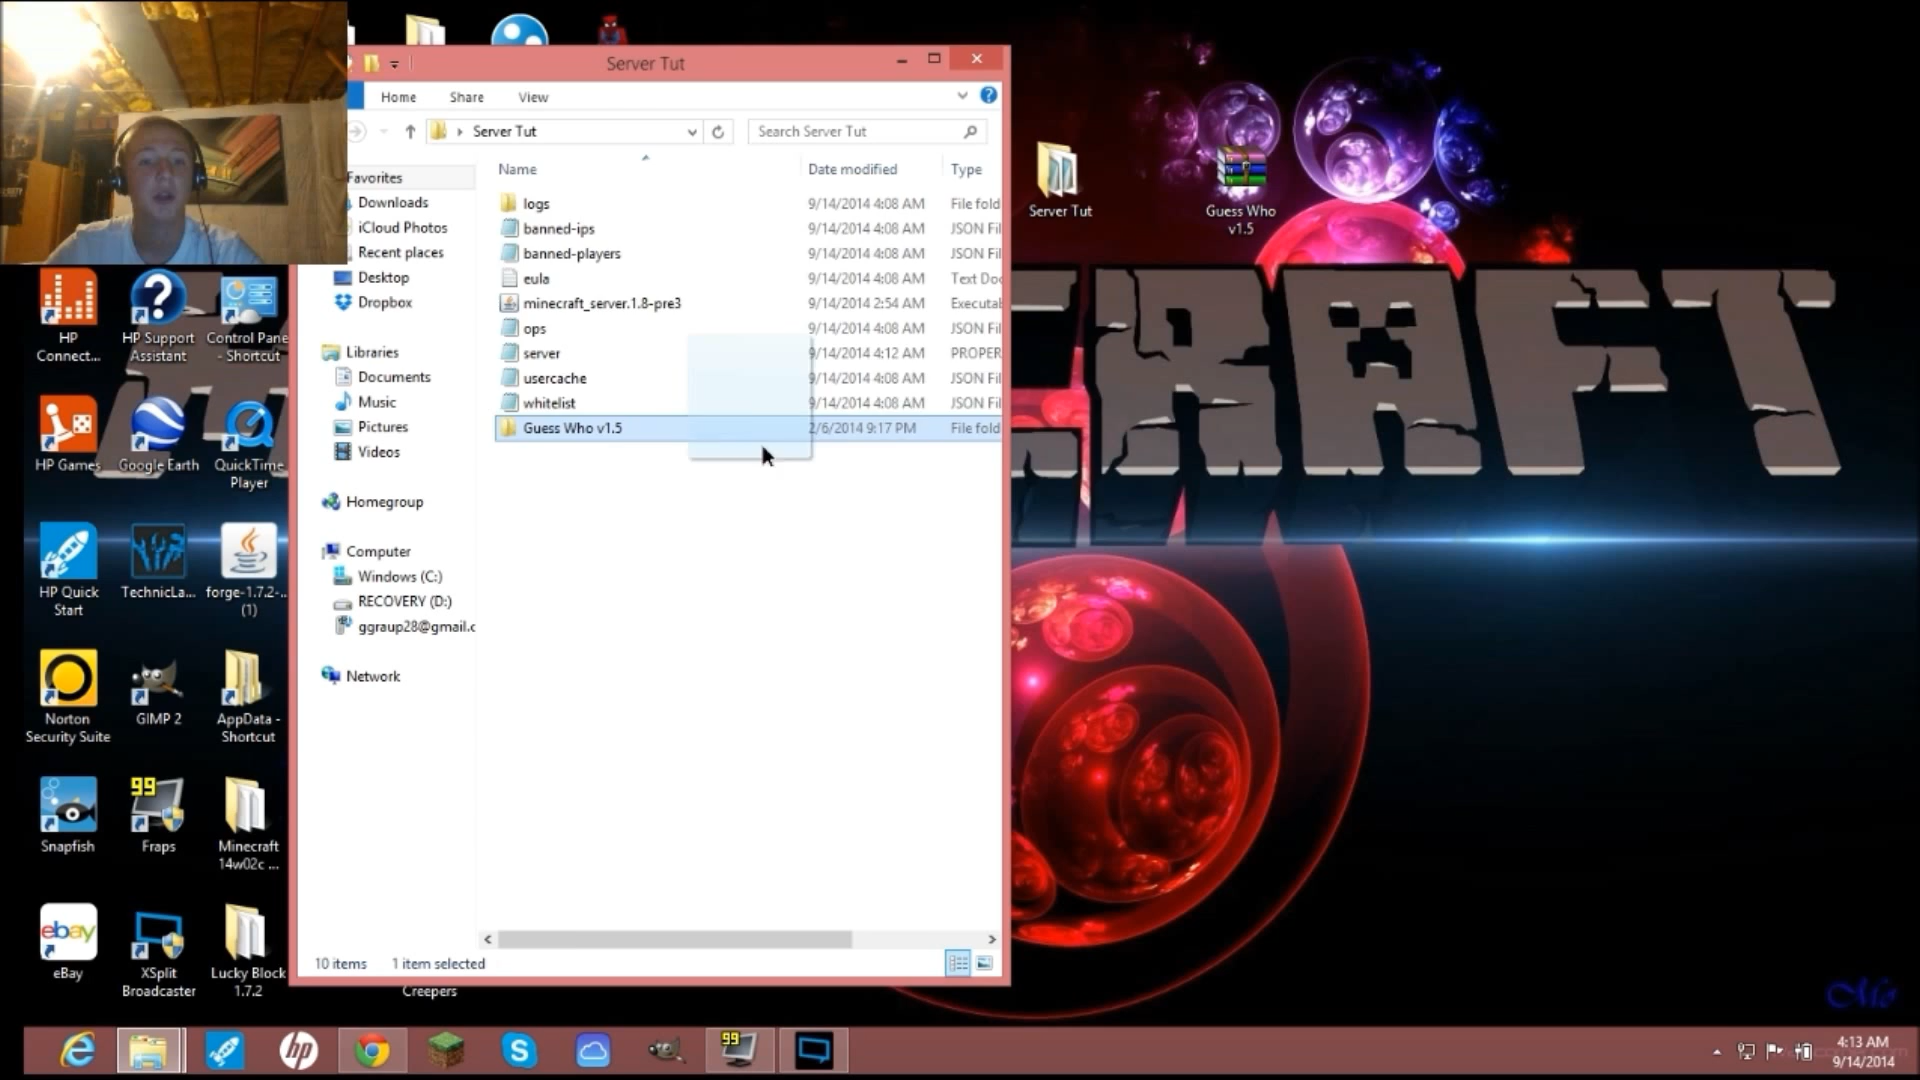 Server Tut
Home
Share
View
Server Tut
Search Server Tut
Name
Date modified
Type
Favorites
Downloads
iCloud Photos
Recent places
Desktop
Dropbox
Libraries
Documents
Music
Pictures
Videos
Homegroup
Computer
Windows (C:)
RECOVERY (D:)
ggraup28@gmail.c
Network
logs 9/14/2014 4:08 AM File fold
banned-ips 9/14/2014 4:08 AM JSON Fil
banned-players 9/14/2014 4:08 AM JSON Fil
eula 9/14/2014 4:08 AM Text Doc
minecraft_server.1.8-pre3 9/14/2014 2:54 AM Executab
ops 9/14/2014 4:08 AM JSON Fil
server 9/14/2014 4:12 AM PROPER
usercache 9/14/2014 4:08 AM JSON Fil
whitelist 9/14/2014 4:08 AM JSON Fil
Guess Who v1.5 2/6/2014 9:17 PM File fold
10 items 1 item selected
Server Tut
Guess Who
v1.5
CRAFT
HP
Connect...
HP Support
Assistant
Control Pane
- Shortcut
HP Games
Google Earth
QuickTime
Player
HP Quick
Start
TechnicLa...
forge-1.7.2-...
(1)
Norton
Security Suite
GIMP 2
AppData -
Shortcut
Snapfish
99
Fraps
Minecraft
14w02c ...
ebay
eBay
XSplit
Broadcaster
Lucky Block
1.7.2
Creepers
Mo
hp
99
4:13 AM
9/14/2014